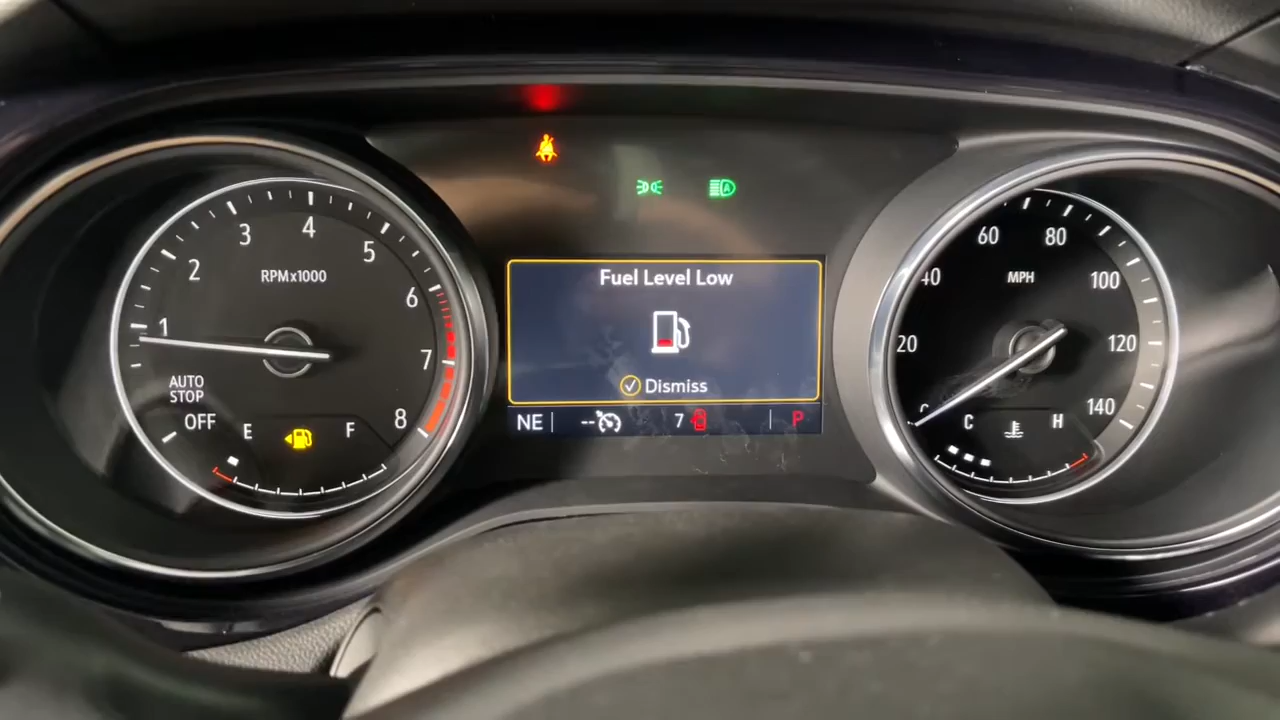 1
2
3
4
5
6
7
8
RPMx1000
AUTO
STOP
OFF
E
F
Fuel Level Low
Dismiss
NE
--
7
P
20
40
60
80
100
120
140
MPH
C
H
A